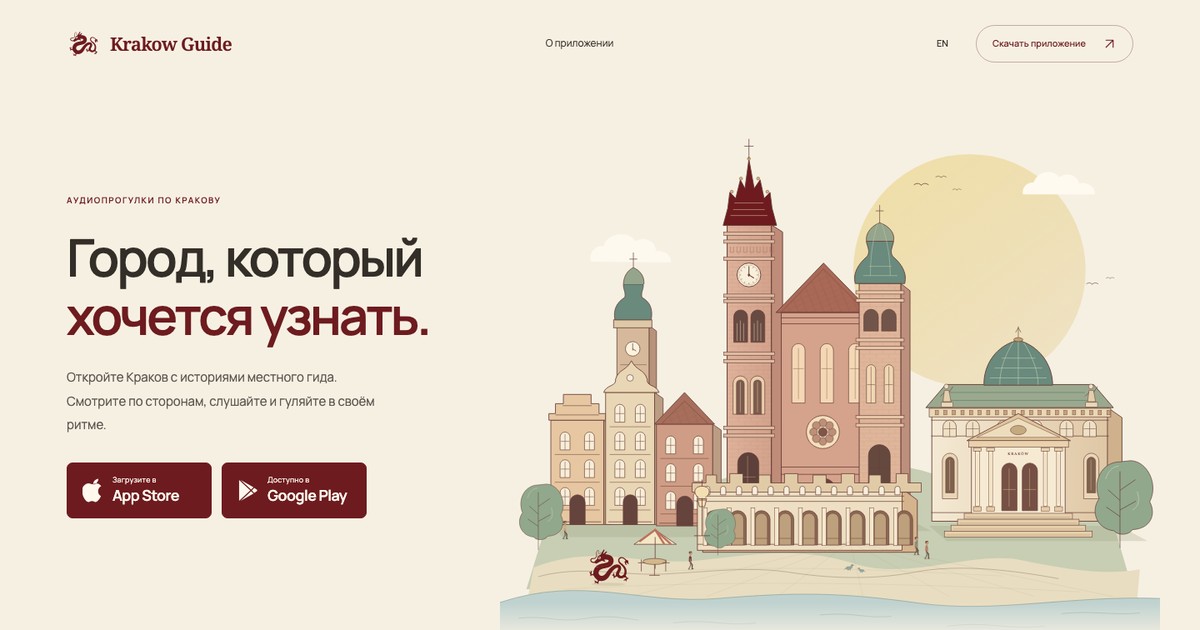 Krakow Guide
О приложении
EN
Скачать приложение
АУДИОПРОГУЛКИ ПО КРАКОВУ
Город, который
хочется узнать.
Откройте Краков с историями местного гида.
Смотрите по сторонам, слушайте и гуляйте в своём
ритме.
Загрузите в
App Store
Доступно в
Google Play
KRAKOW